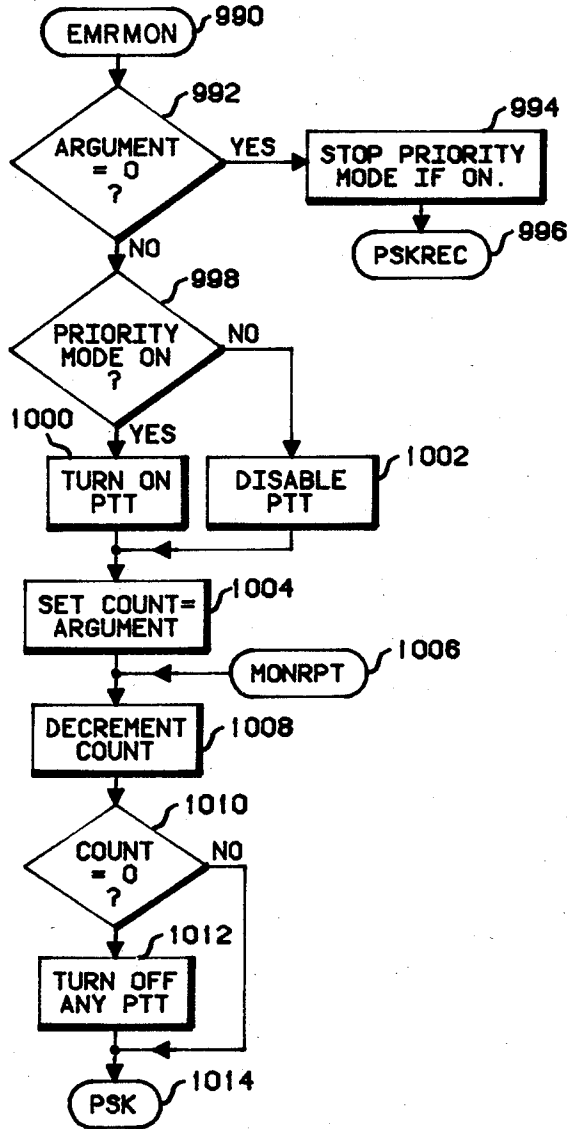 EMRMON
990
992
ARGUMENT
= 0
?
YES
994
STOP PRIORITY
MODE IF ON.
PSKREC
996
NO
998
PRIORITY
MODE ON
?
NO
1000
YES
TURN ON
PTT
1002
DISABLE
PTT
1004
SET COUNT=
ARGUMENT
MONRPT
1006
DECREMENT
COUNT
1008
1010
COUNT
= 0
?
NO
1012
TURN OFF
ANY PTT
PSK
1014